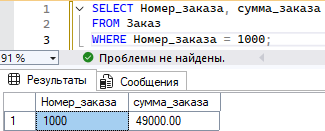 1 SELECT Номер_заказа, сумма_заказа
2 FROM Заказ
3 WHERE Номер_заказа = 1000;
91 % Проблемы не найдены.
Результаты Сообщения
Номер_заказа сумма_заказа
1 1000 49000.00